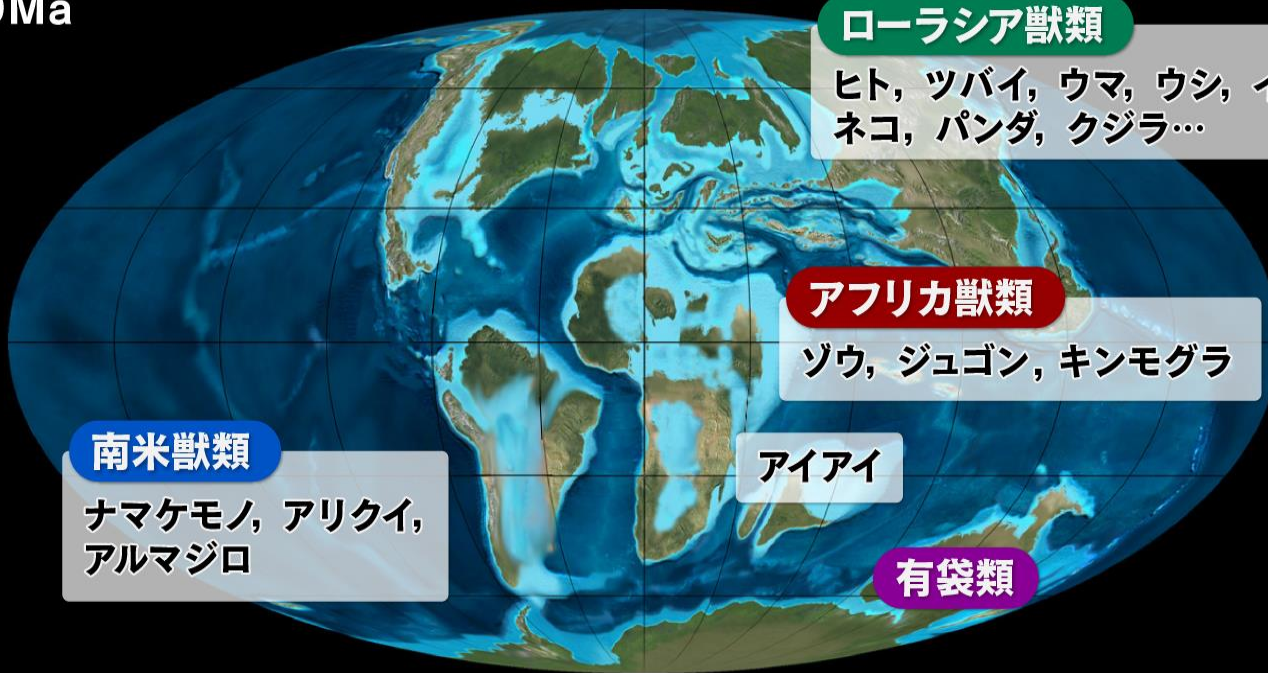 Ma
ローラシア獣類
ヒト, ツバイ, ウマ, ウシ,
ネコ, パンダ, クジラ…
アフリカ獣類
ゾウ, ジュゴン, キンモグラ
アイアイ
南米獣類
ナマケモノ, アリクイ,
アルマジロ
有袋類